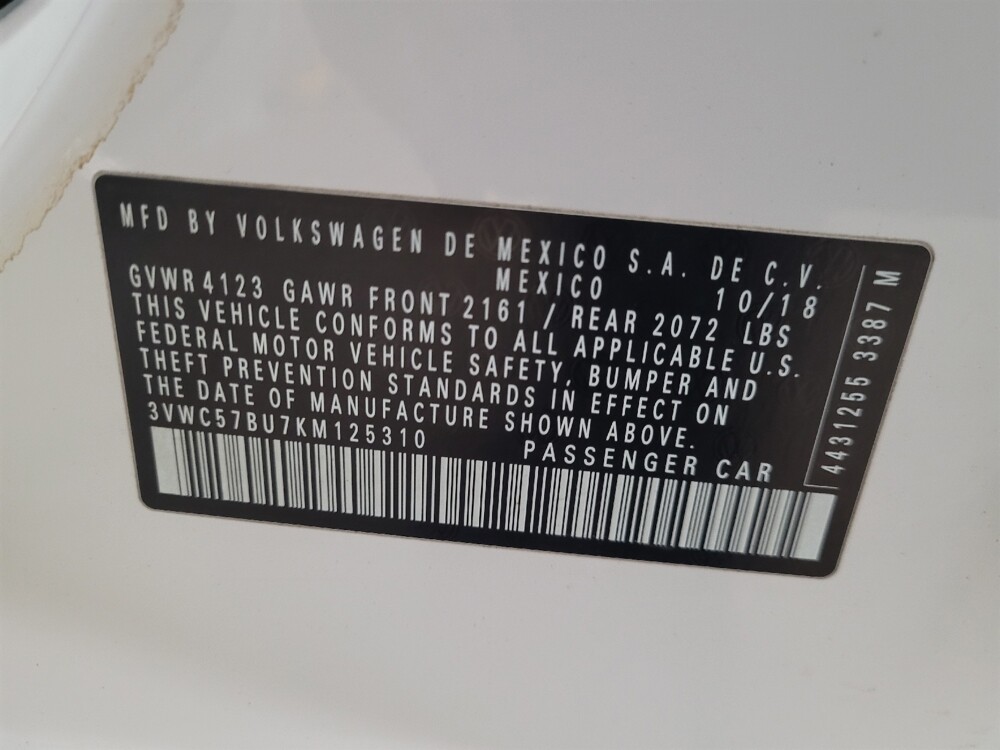 MFD BY VOLKSWAGEN DE MEXICO S.A. DE C.V.
MEXICO 10/18
GVWR 4123 GAWR FRONT 2161 / REAR 2072 LBS
THIS VEHICLE CONFORMS TO ALL APPLICABLE U.S.
FEDERAL MOTOR VEHICLE SAFETY, BUMPER AND
THEFT PREVENTION STANDARDS IN EFFECT ON
THE DATE OF MANUFACTURE SHOWN ABOVE.
3VWC57BU7KM125310 PASSENGER CAR
4431255 3387 M